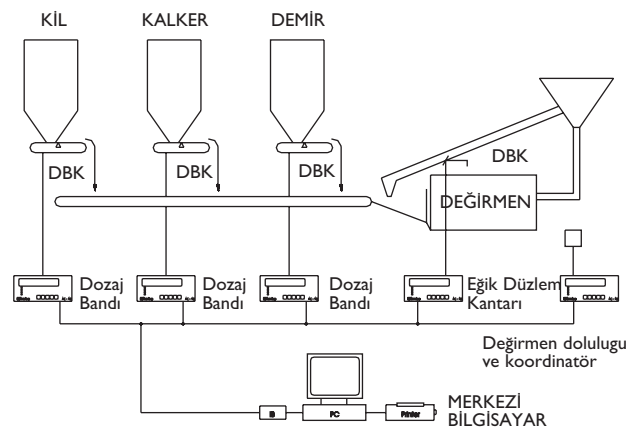 KİL
KALKER
DEMİR
DBK
DBK
DBK
DBK
DEĞİRMEN
Dozaj
Bandı
Dozaj
Bandı
Dozaj
Bandı
Eğik Düzlem
Kantarı
Değirmen dolulugu
ve koordinatör
PC
Printer
MERKEZİ
BİLGİSAYAR